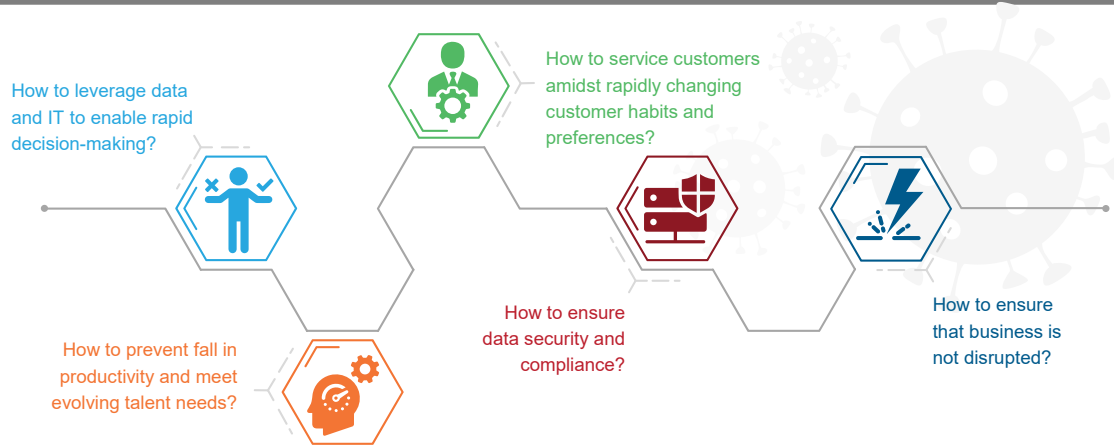 How to leverage data
and IT to enable rapid
decision-making?
How to prevent fall in
productivity and meet
evolving talent needs?
How to service customers
amidst rapidly changing
customer habits and
preferences?
How to ensure
data security and
compliance?
How to ensure
that business is
not disrupted?